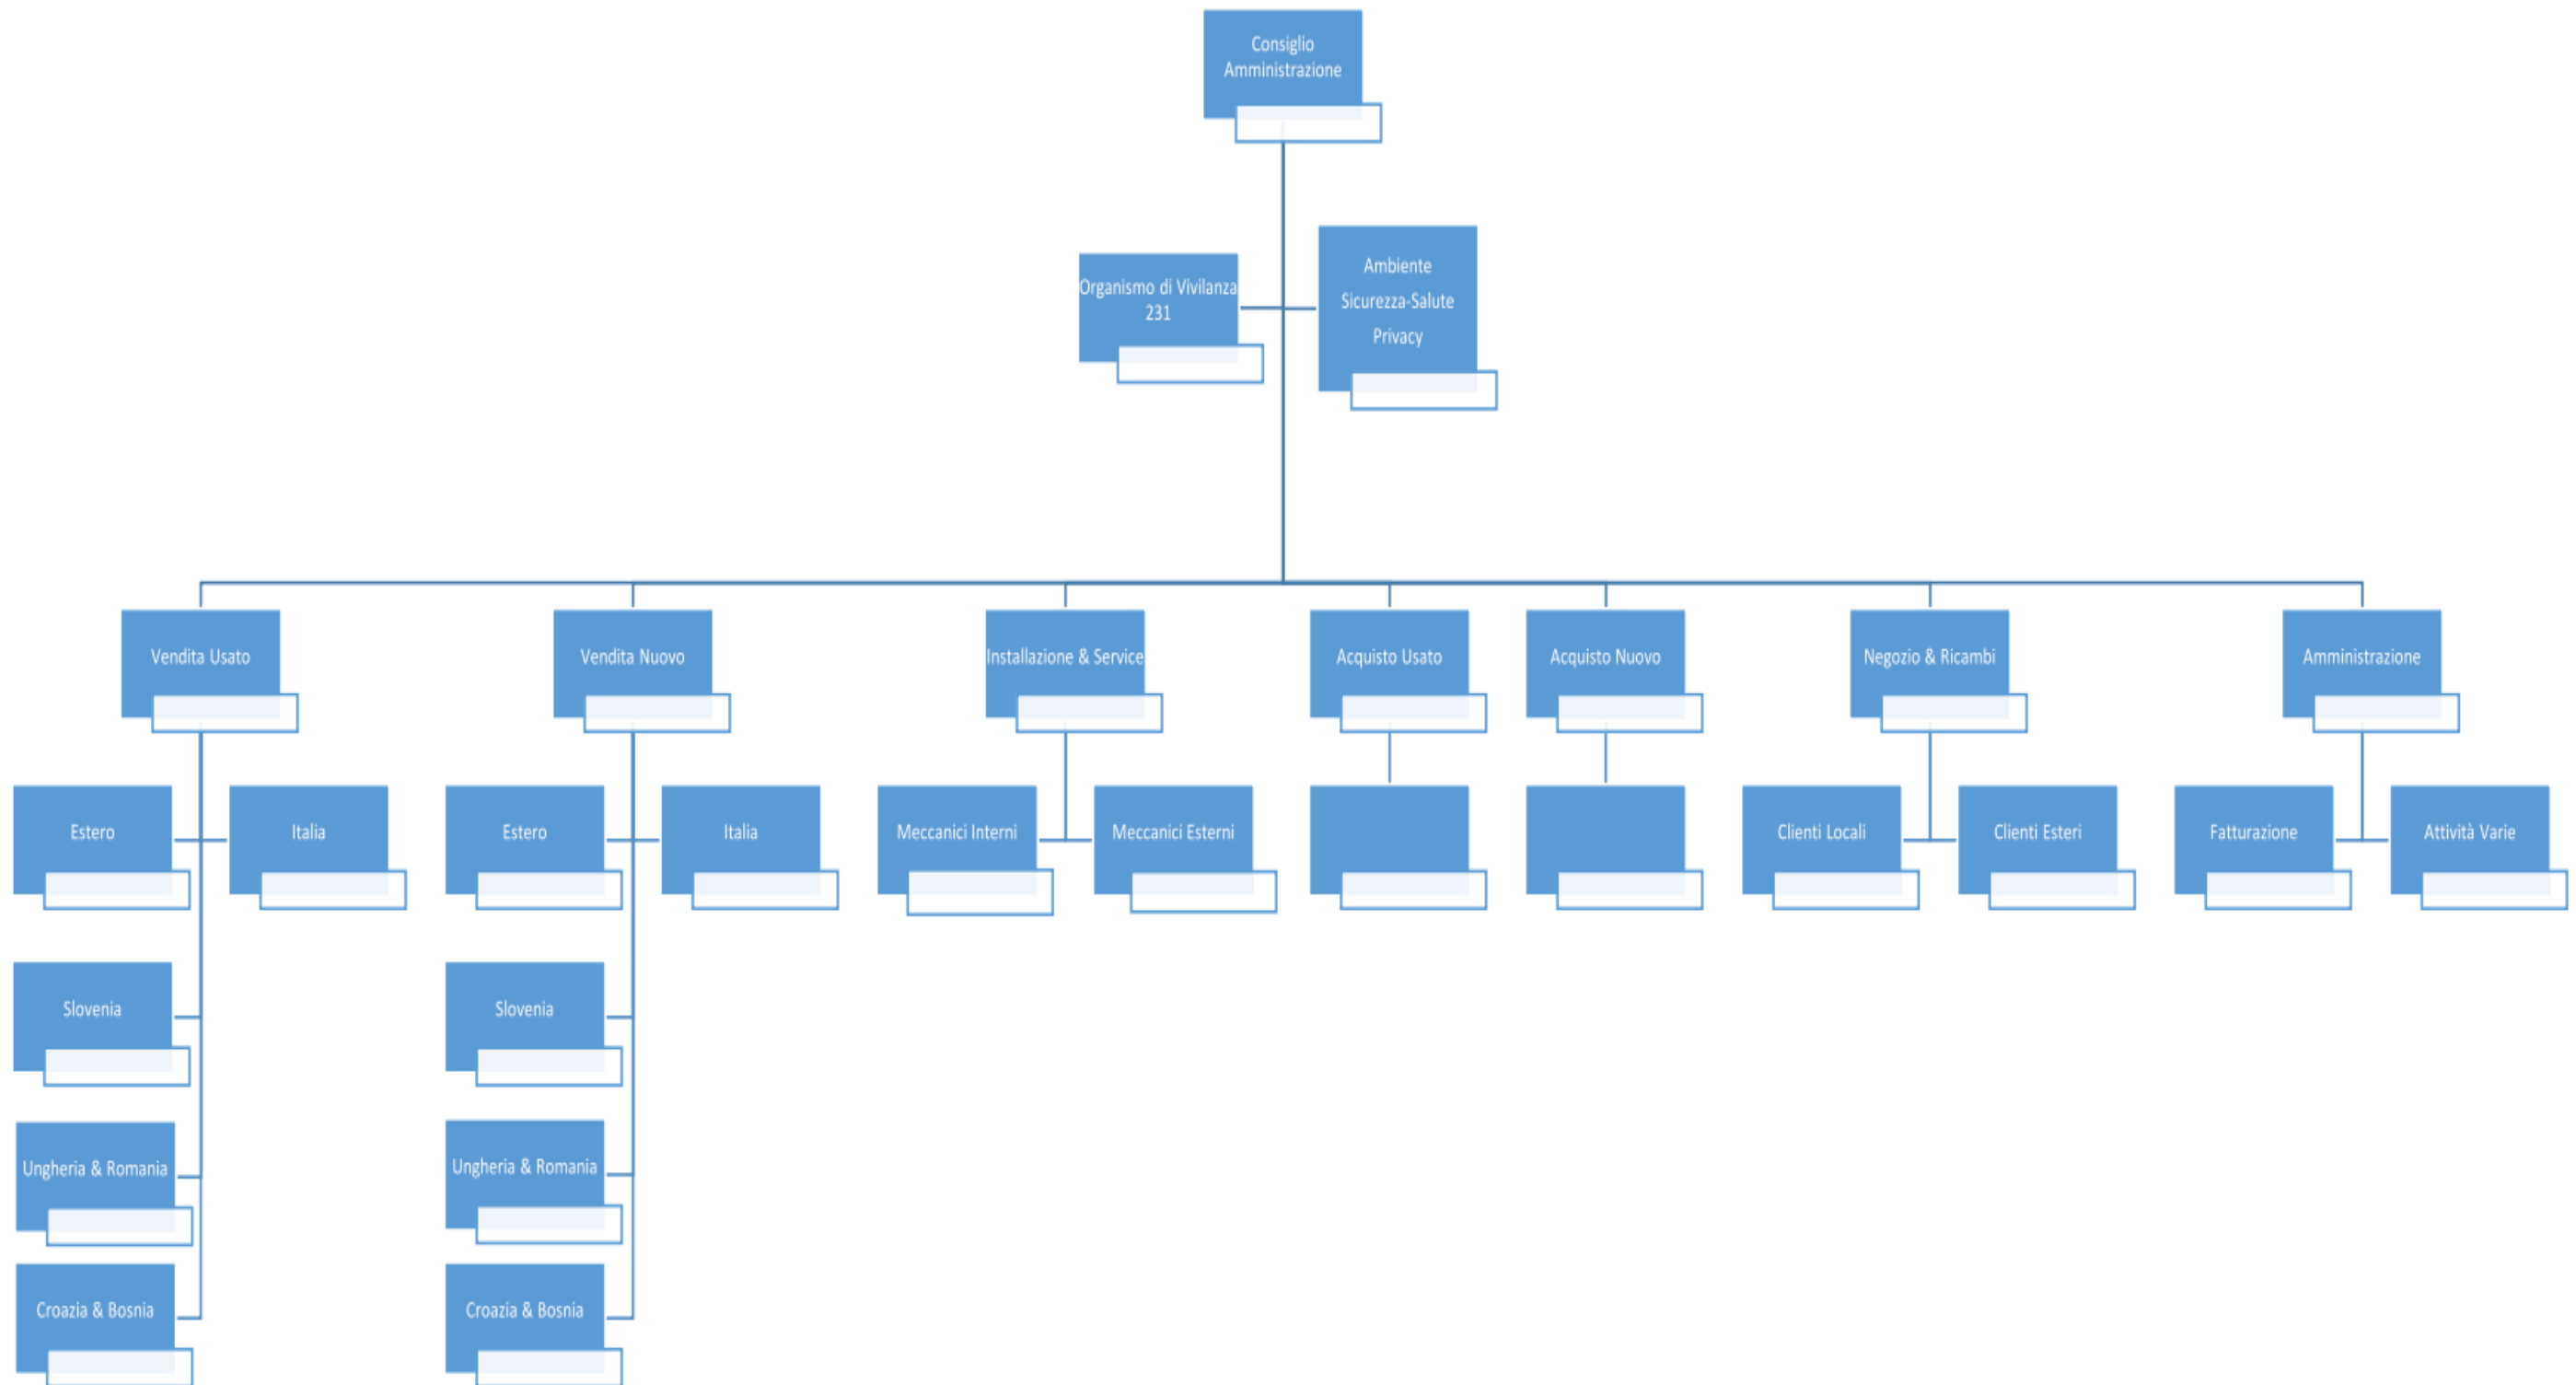 Consiglio
Amministrazione
Organismo di Vivilanza
231
Ambiente
Sicurezza-Salute
Privacy
Vendita Usato
Vendita Nuovo
Installazione & Service
Acquisto Usato
Acquisto Nuovo
Negozio & Ricambi
Amministrazione
Estero
Italia
Estero
Italia
Meccanici Interni
Meccanici Esterni
Clienti Locali
Clienti Esteri
Fatturazione
Attività Varie
Slovenia
Slovenia
Ungheria & Romania
Ungheria & Romania
Croazia & Bosnia
Croazia & Bosnia